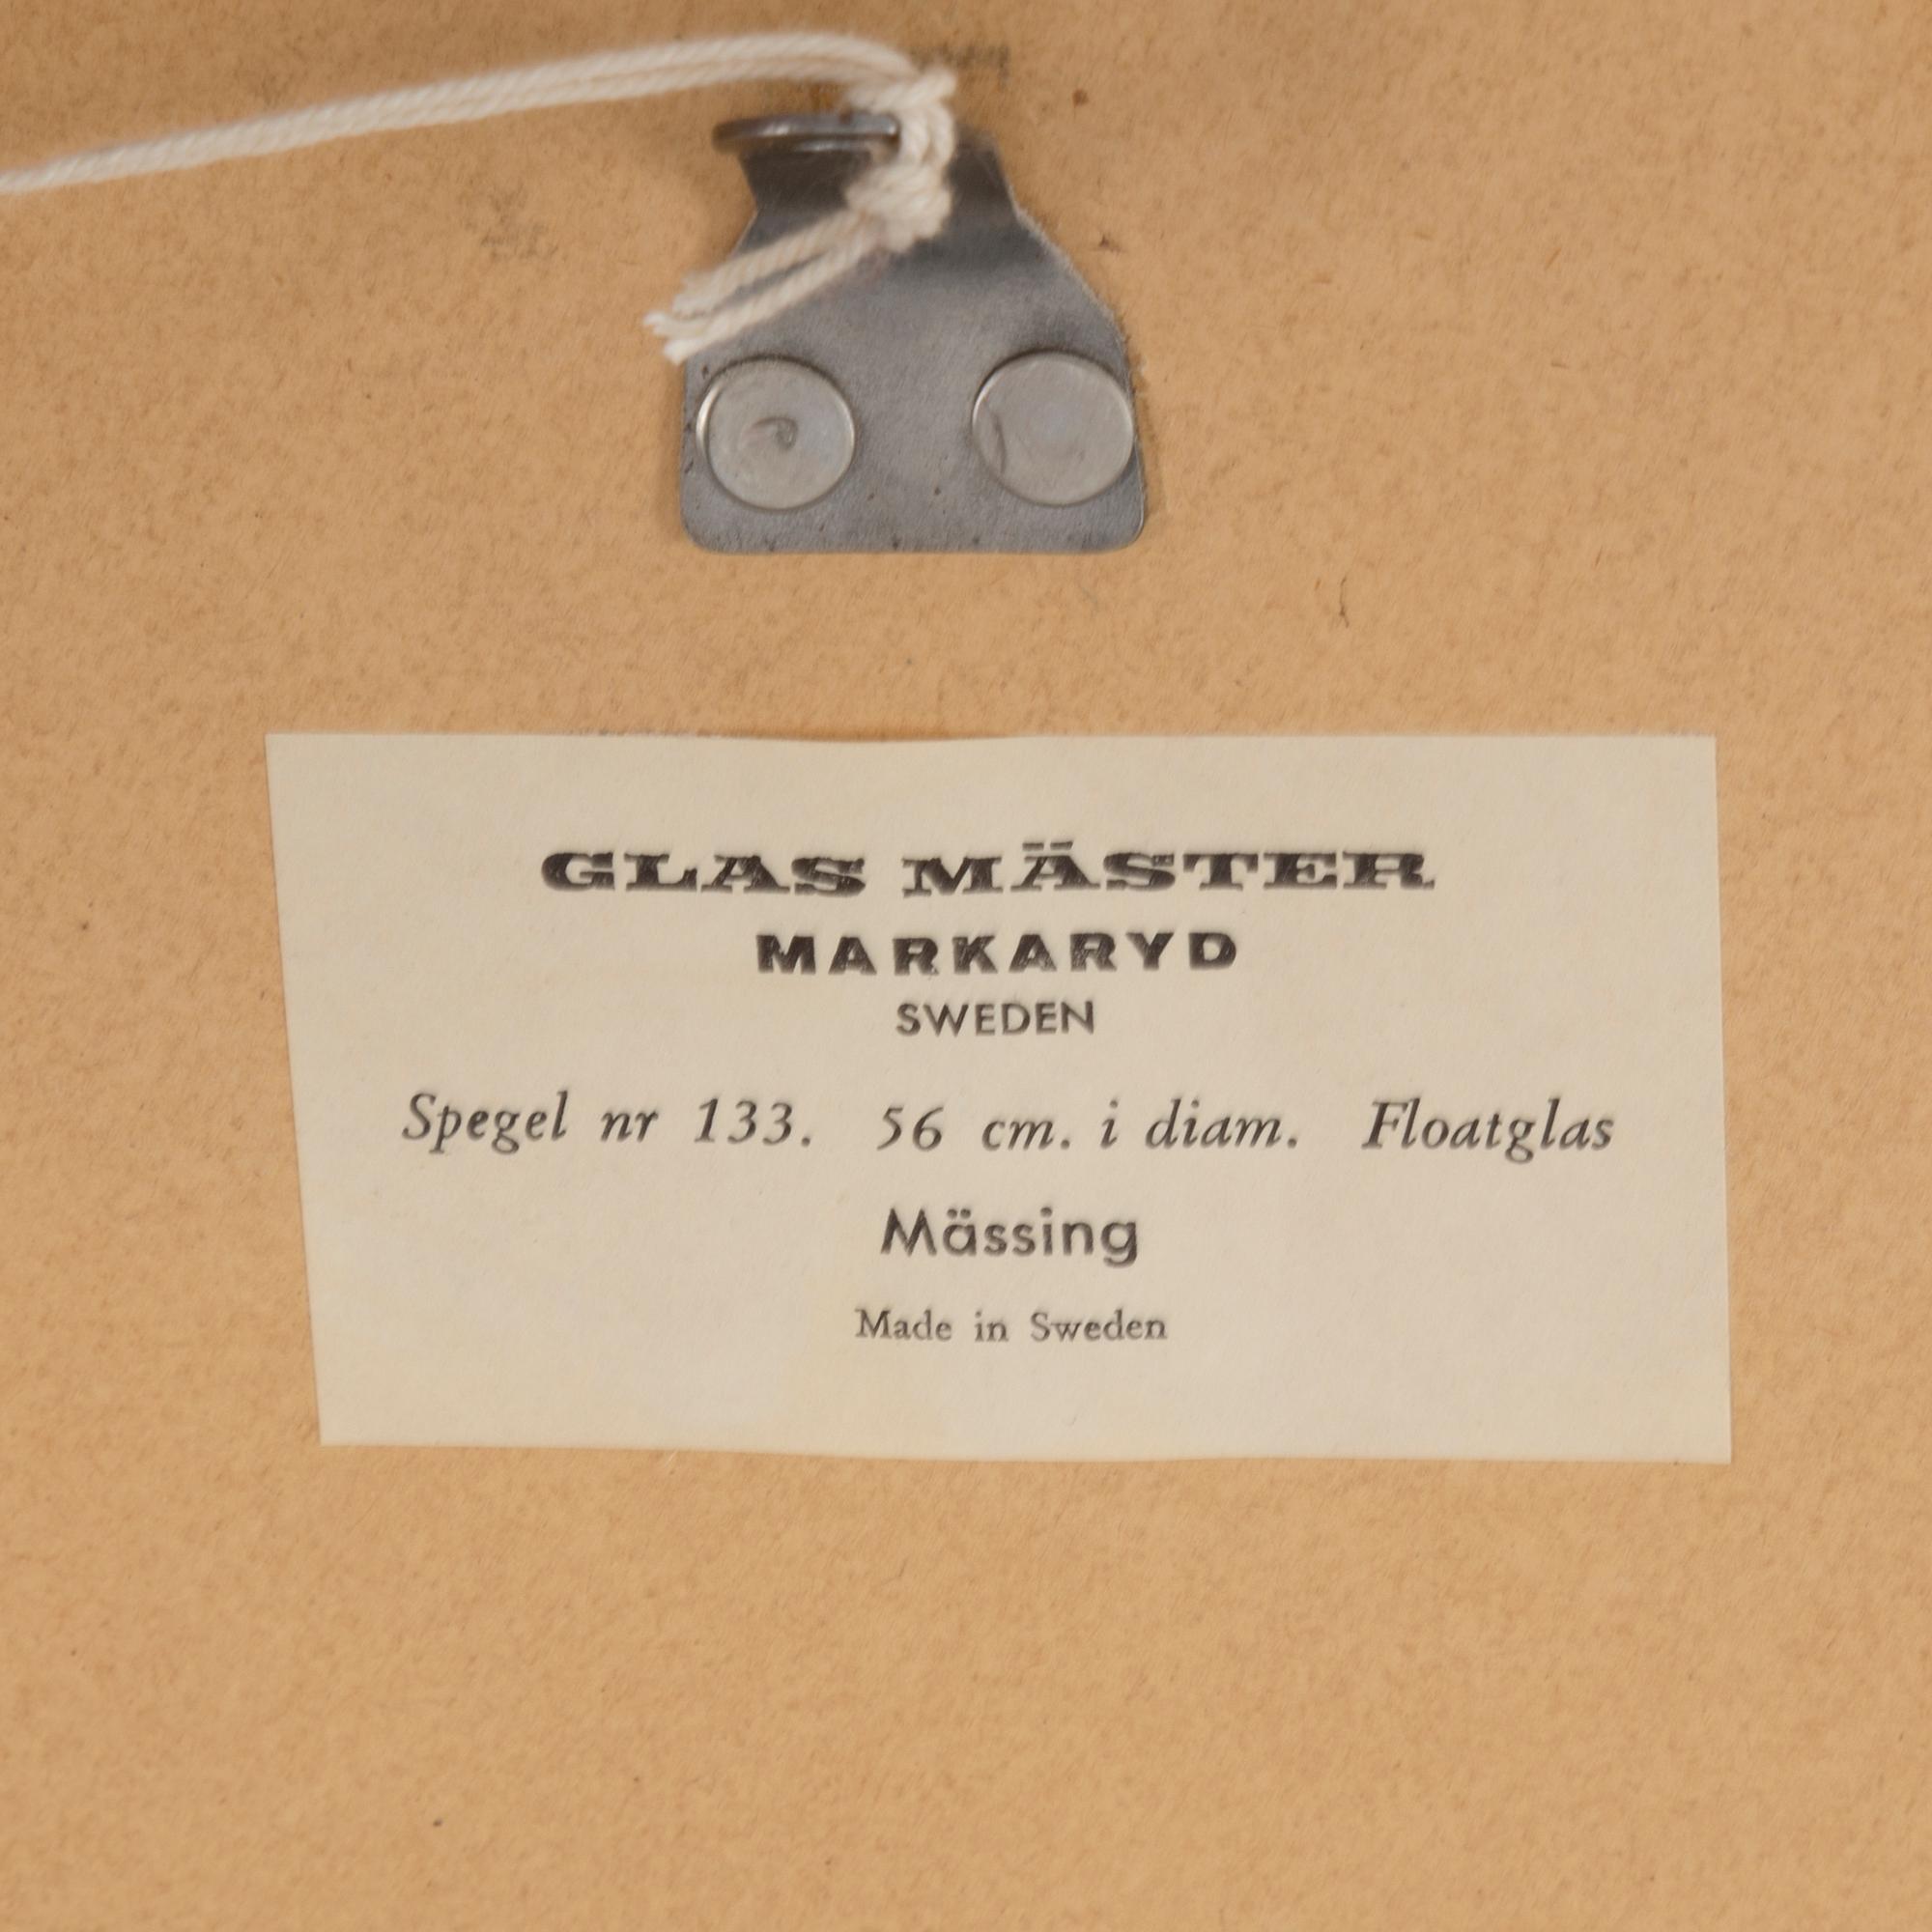 GLAS MÄSTER
MARKARYD
SWEDEN
Spegel nr 133. 56 cm. i diam. Floatglas
Mässing
Made in Sweden